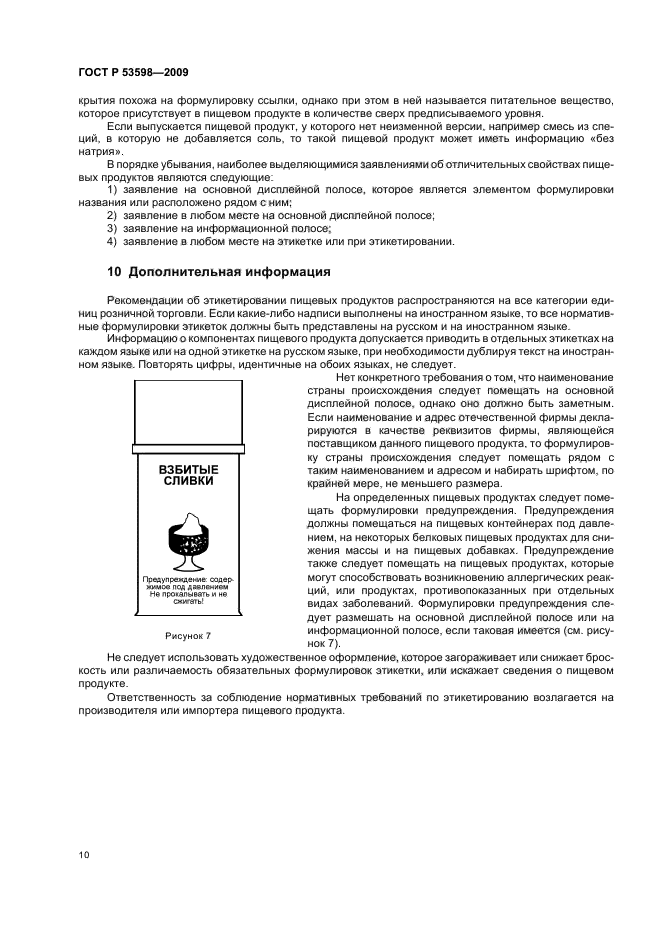 ГОСТ Р 53598—2009
крытия похожа на формулировку ссылки, однако при этом в ней называется питательное вещество,
которое присутствует в пищевом продукте в количестве сверх предписываемого уровня.
Если выпускается пищевой продукт, у которого нет неизменной версии, например смесь из спе-
ций, в которую не добавляется соль, то такой пищевой продукт может иметь информацию «без
натрия».
В порядке убывания, наиболее выделяющимися заявлениями об отличительных свойствах пище-
вых продуктов являются следующие:
1) заявление на основной дисплейной полосе, которое является элементом формулировки
названия или расположено рядом с ним;
2) заявление в любом месте на основной дисплейной полосе;
3) заявление на информационной полосе;
4) заявление в любом месте на этикетке или при этикетировании.
10 Дополнительная информация
Рекомендации об этикетировании пищевых продуктов распространяются на все категории еди-
ниц розничной торговли. Если какие-либо надписи выполнены на иностранном языке, то все норматив-
ные формулировки этикеток должны быть представлены на русском и на иностранном языке.
Информацию о компонентах пищевого продукта допускается приводить в отдельных этикетках на
каждом языке или на одной этикетке на русском языке, при необходимости дублируя текст на иностран-
ном языке. Повторять цифры, идентичные на обоих языках, не следует.
Нет конкретного требования о том, что наименование
страны происхождения следует помещать на основной
дисплейной полосе, однако оно должно быть заметным.
Если наименование и адрес отечественной фирмы декла-
рируются в качестве реквизитов фирмы, являющейся
поставщиком данного пищевого продукта, то формулиров-
ку страны происхождения следует помещать рядом с
таким наименованием и адресом и набирать шрифтом, по
крайней мере, не меньшего размера.
На определенных пищевых продуктах следует поме-
щать формулировки предупреждения. Предупреждения
должны помещаться на пищевых контейнерах под давле-
нием, на некоторых белковых пищевых продуктах для сни-
жения массы и на пищевых добавках. Предупреждение
также следует помещать на пищевых продуктах, которые
могут способствовать возникновению аллергических реак-
ций, или продуктах, противопоказанных при отдельных
видах заболеваний. Формулировки предупреждения сле-
дует размешать на основной дисплейной полосе или на
информационной полосе, если таковая имеется (см. рису-
нок 7).
ВЗБИТЫЕ
СЛИВКИ
Предупреждение: содер-
жимое под давлением
Не прокалывать и не
сжигать!
Рисунок 7
Не следует использовать художественное оформление, которое загораживает или снижает брос-
кость или различаемость обязательных формулировок этикетки, или искажает сведения о пищевом
продукте.
Ответственность за соблюдение нормативных требований по этикетированию возлагается на
производителя или импортера пищевого продукта.
10